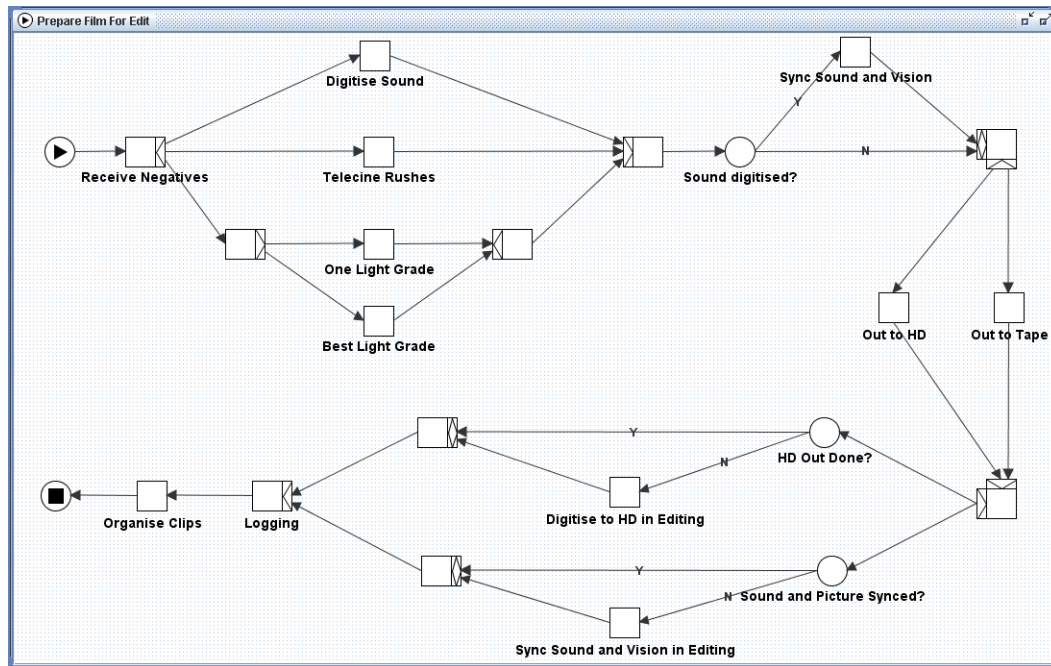 Prepare Film For Edit
Digitise Sound
Sync Sound and Vision
Y
Receive Negatives
Telecine Rushes
Sound digitised?
N
One Light Grade
Best Light Grade
Out to HD
Out to Tape
Y
HD Out Done?
N
Digitise to HD in Editing
Organise Clips
Logging
Y
Sound and Picture Synced?
N
Sync Sound and Vision in Editing